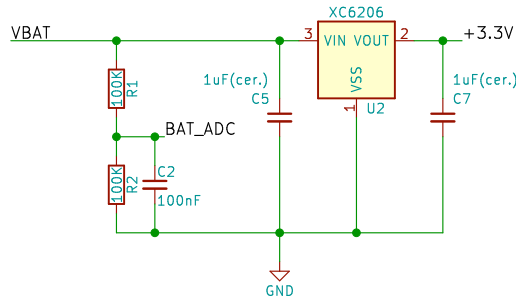 XC6206
VBAT
3
VIN
VOUT
2
+3.3V
VSS
1
U2
100K
R1
1uF(cer.)
C5
1uF(cer.)
C7
BAT_ADC
100K
R2
C2
100nF
GND